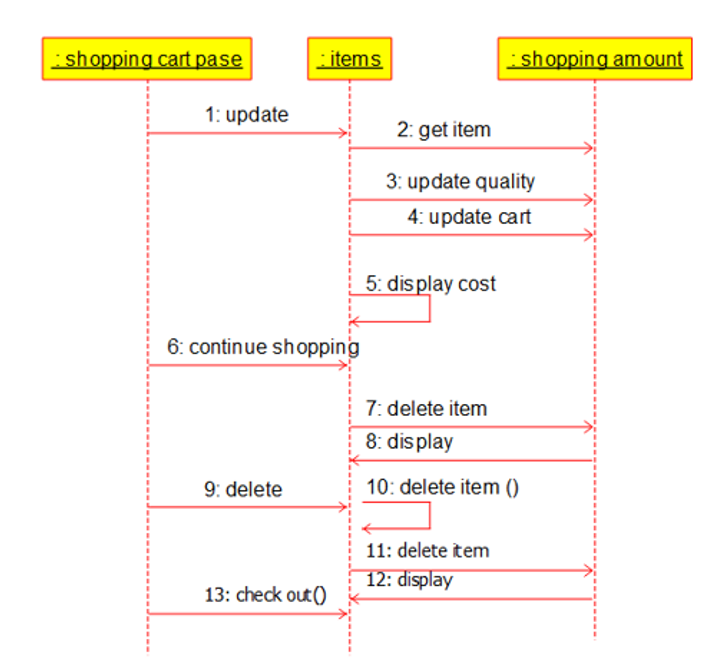 : shopping cart pase
: items
: shopping amount
1: update
2: get item
3: update quality
4: update cart
5: display cost
6: continue shopping
7: delete item
8: display
9: delete
10: delete item ()
11: delete item
12: display
13: check out()